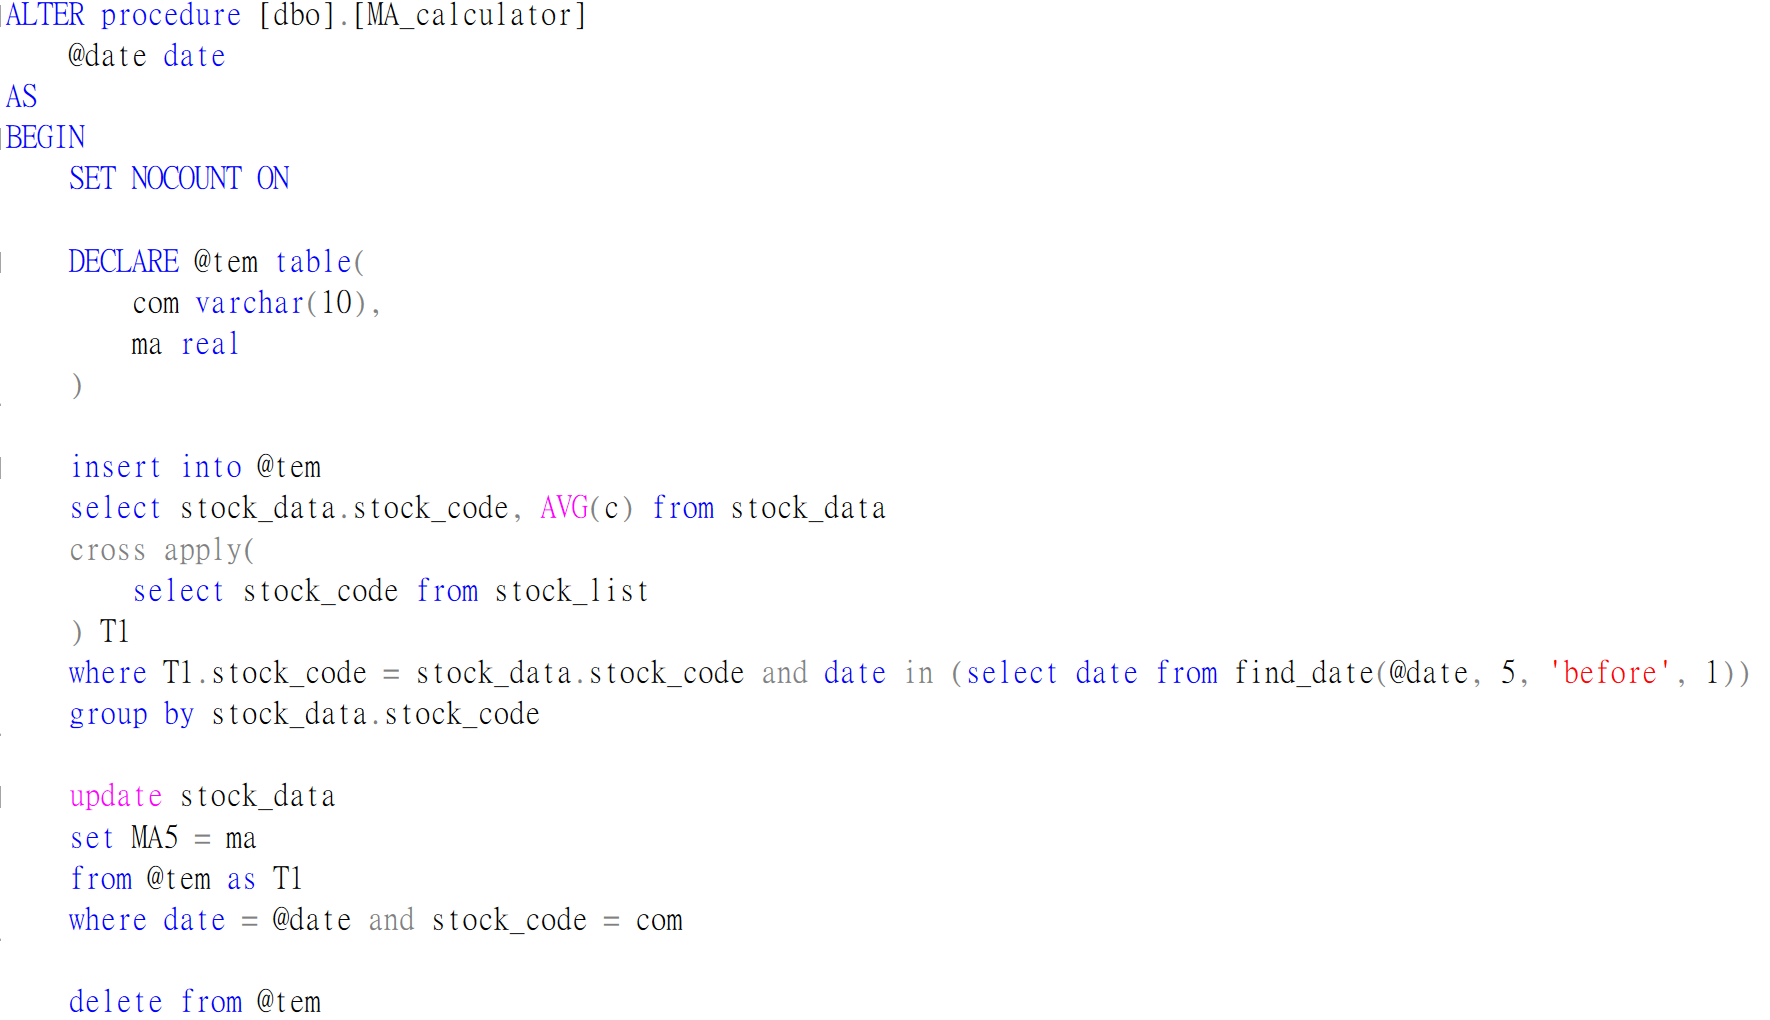 ALTER procedure [dbo].[MA_calculator]
@date date
AS
BEGIN
SET NOCOUNT ON
DECLARE @tem table(
com varchar(10),
ma real
)
insert into @tem
select stock_data.stock_code, AVG(c) from stock_data
cross apply(
select stock_code from stock_list
) T1
where T1.stock_code = stock_data.stock_code and date in (select date from find_date(@date, 5, 'before', 1))
group by stock_data.stock_code
update stock_data
set MA5 = ma
from @tem as T1
where date = @date and stock_code = com
delete from @tem